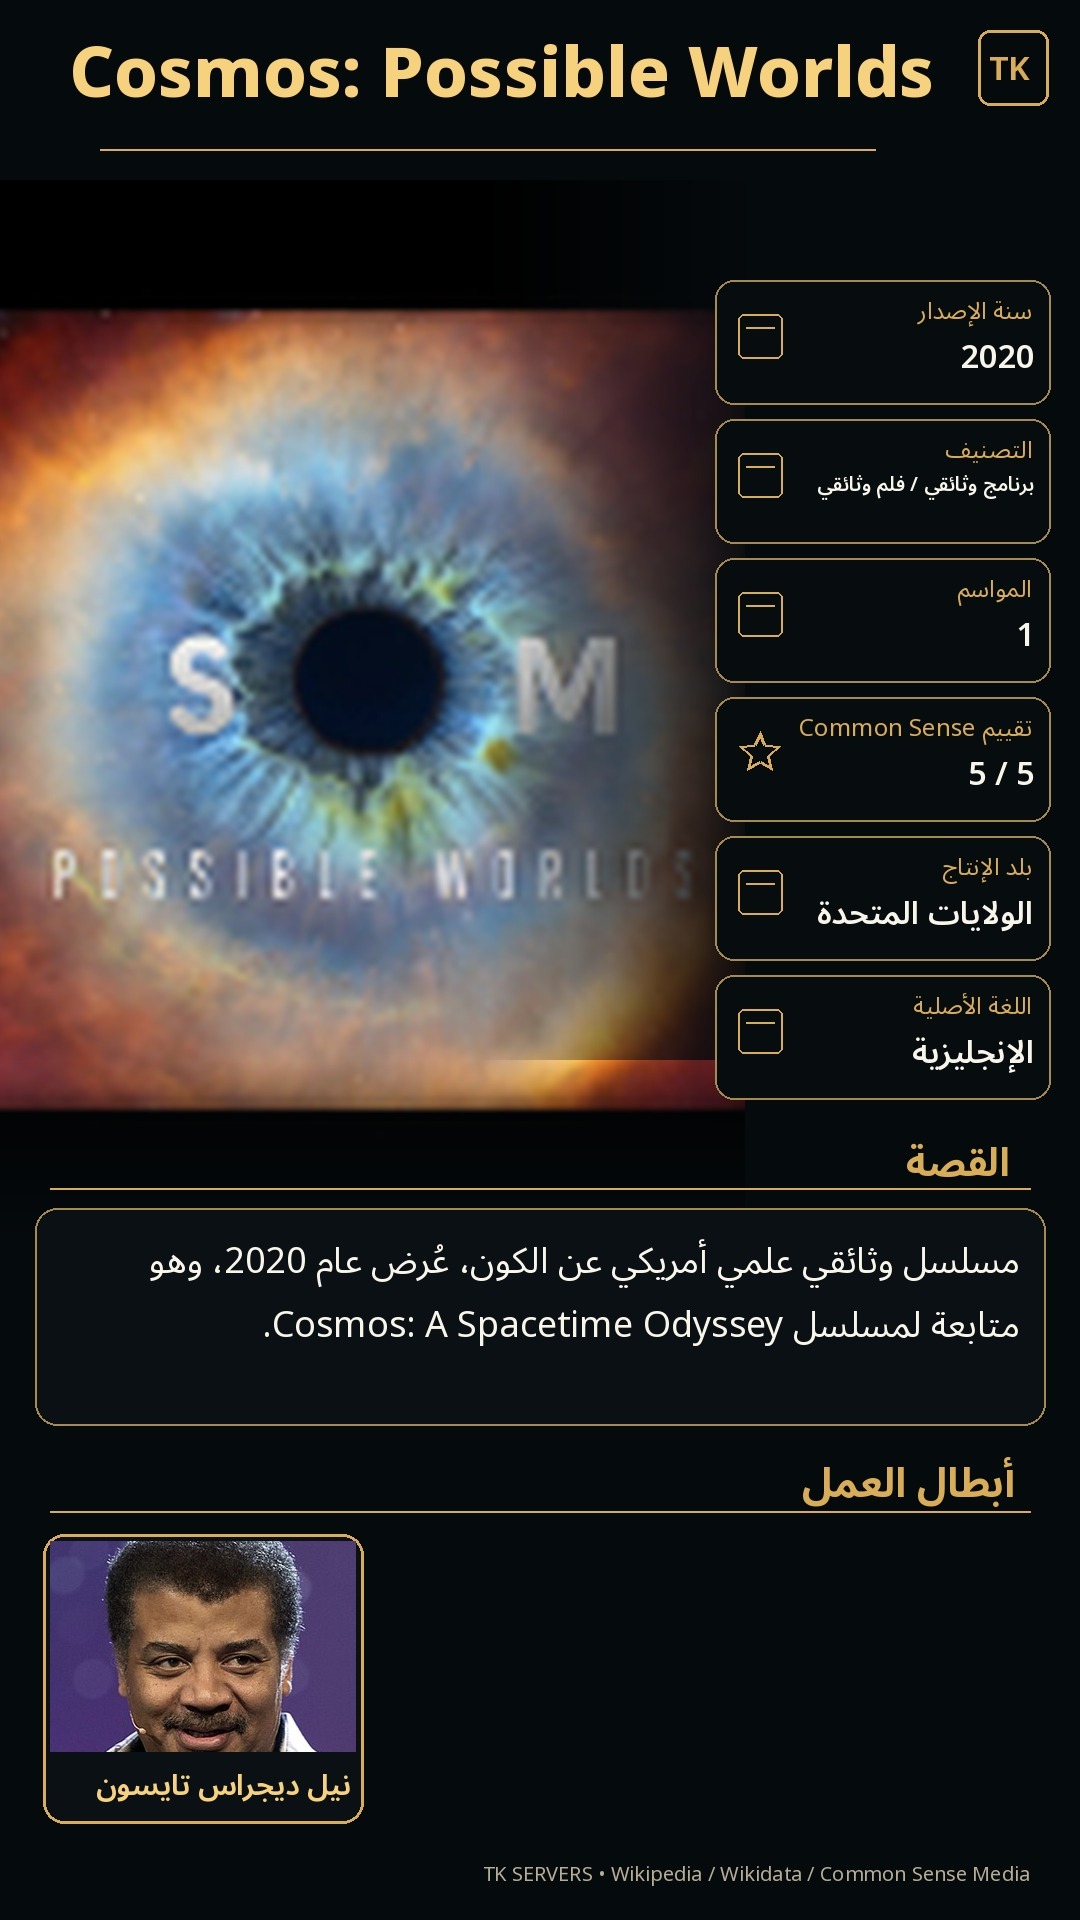 Cosmos: Possible Worlds
TK
S M
POSSIBLE WORLDS
سنة الإصدار
2020
التصنيف
برنامج وثائقي / فلم وثائقي
المواسم
1
تقييم Common Sense
5 / 5
بلد الإنتاج
الولايات المتحدة
اللغة الأصلية
الإنجليزية
القصة
مسلسل وثائقي علمي أمريكي عن الكون، عُرض عام 2020، وهو
متابعة لمسلسل Cosmos: A Spacetime Odyssey.
أبطال العمل
نيل ديجراس تايسون
TK SERVERS • Wikipedia / Wikidata / Common Sense Media